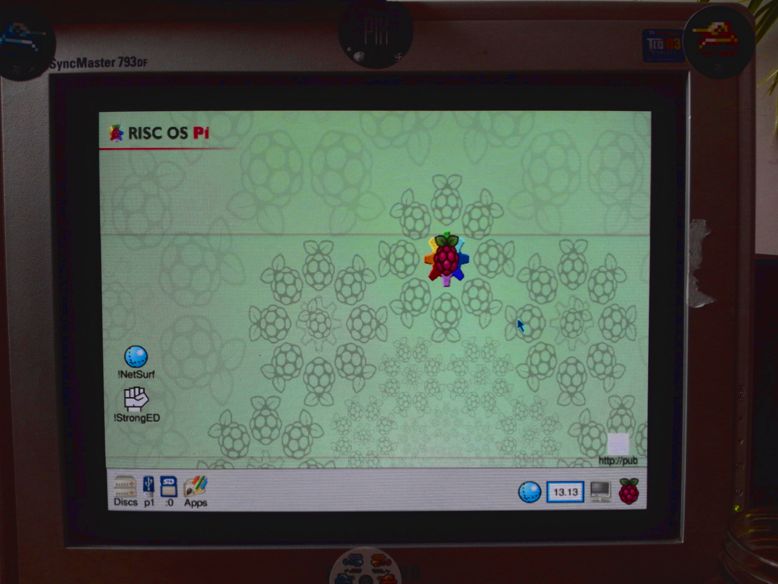 SyncMaster 793DF
RISC OS Pi
!NetSurf
!StrongED
http://pub
Discs
p1
:0
Apps
13.13